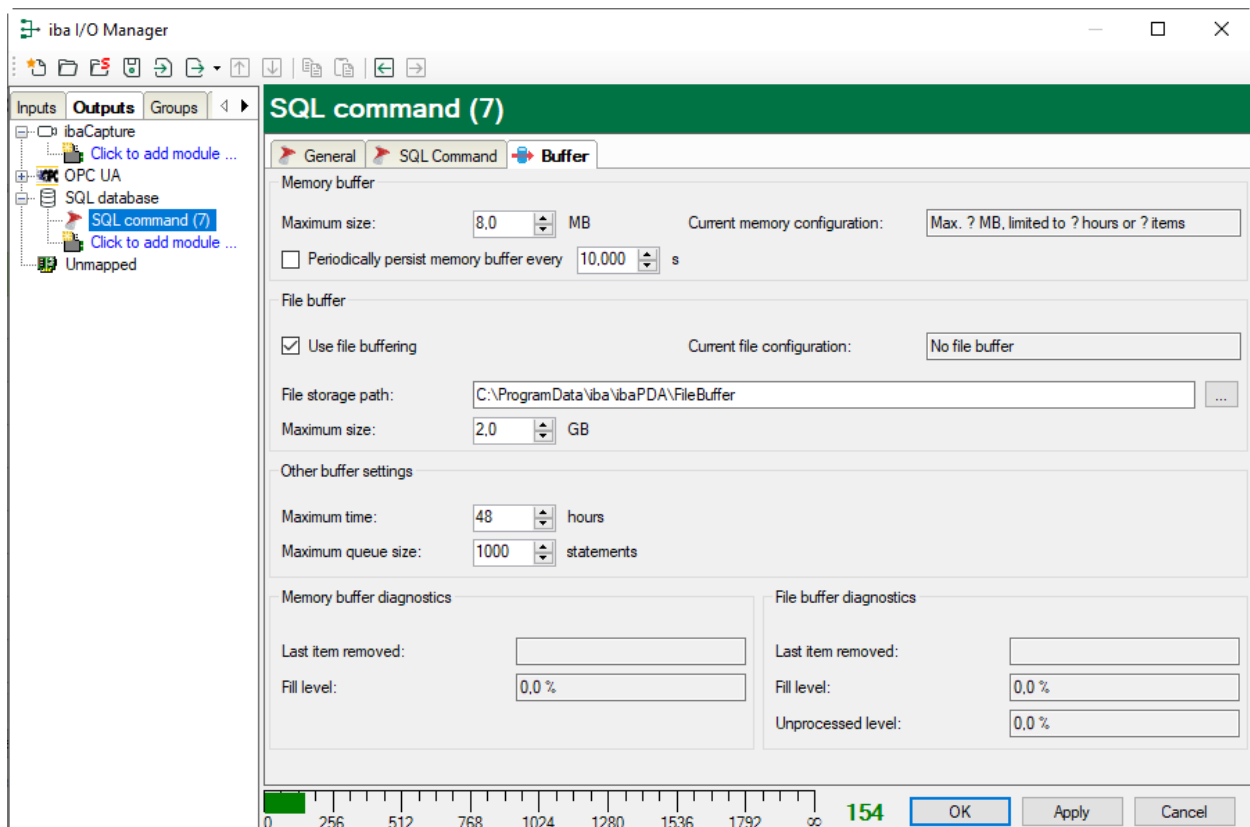 iba I/O Manager
Inputs Outputs Groups
ibaCapture
Click to add module ...
OPC UA
SQL database
SQL command (7)
Click to add module ...
Unmapped
SQL command (7)
General SQL Command Buffer
Memory buffer
Maximum size: 8,0 MB Current memory configuration: Max. ? MB, limited to ? hours or ? items
Periodically persist memory buffer every 10,000 s
File buffer
Use file buffering Current file configuration: No file buffer
File storage path: C:\ProgramData\iba\ibaPDA\FileBuffer ...
Maximum size: 2,0 GB
Other buffer settings
Maximum time: 48 hours
Maximum queue size: 1000 statements
Memory buffer diagnostics File buffer diagnostics
Last item removed: Last item removed:
Fill level: 0,0 % Fill level: 0,0 %
Unprocessed level: 0,0 %
0 256 512 768 1024 1280 1536 1792 ∞ 154 OK Apply Cancel